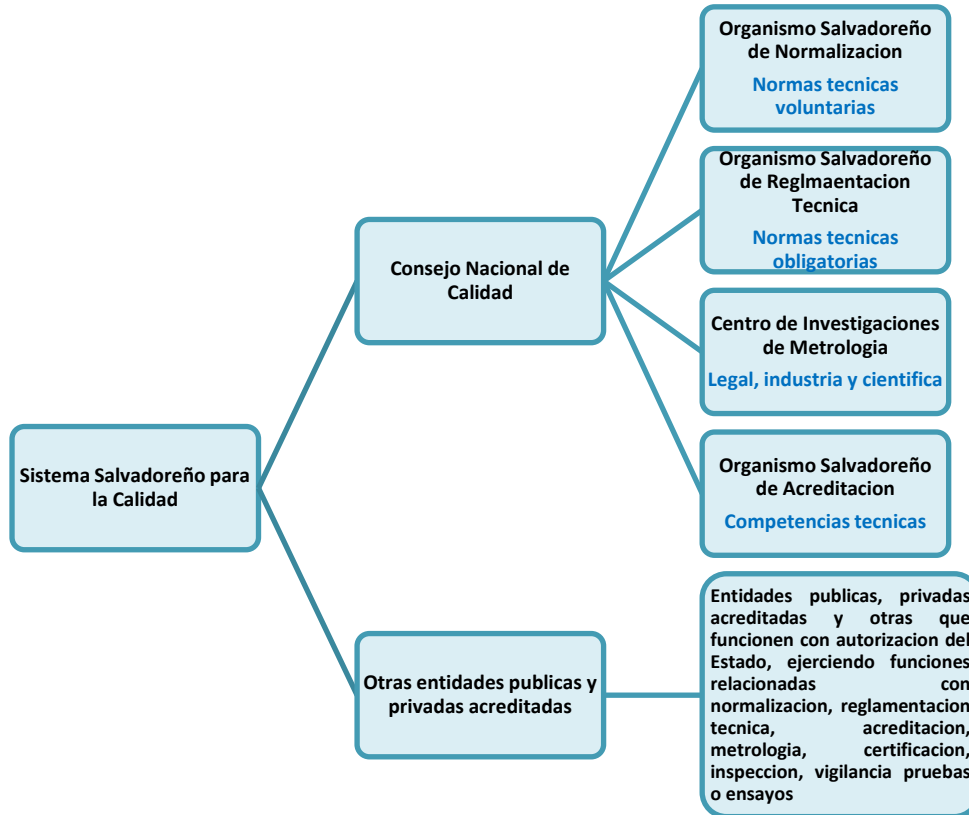 Sistema Salvadoreño para
la Calidad
Consejo Nacional de
Calidad
Organismo Salvadoreño
de Normalizacion
Normas tecnicas
voluntarias
Organismo Salvadoreño
de Reglmaentacion
Tecnica
Normas tecnicas
obligatorias
Centro de Investigaciones
de Metrologia
Legal, industria y cientifica
Organismo Salvadoreño
de Acreditacion
Competencias tecnicas
Otras entidades publicas y
privadas acreditadas
Entidades publicas, privadas
acreditadas y otras que
funcionen con autorizacion del
Estado, ejerciendo funciones
relacionadas con
normalizacion, reglamentacion
tecnica, acreditacion,
metrologia, certificacion,
inspeccion, vigilancia pruebas
o ensayos